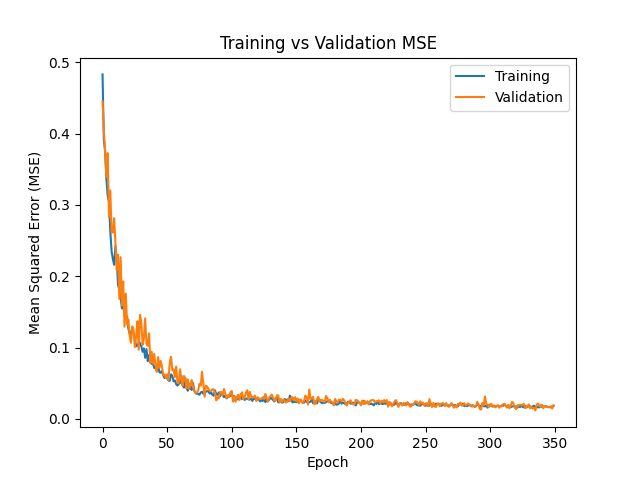 Training vs Validation MSE
Training
Validation
Mean Squared Error (MSE)
0.5
0.4
0.3
0.2
0.1
0.0
0 50 100 150 200 250 300 350
Epoch